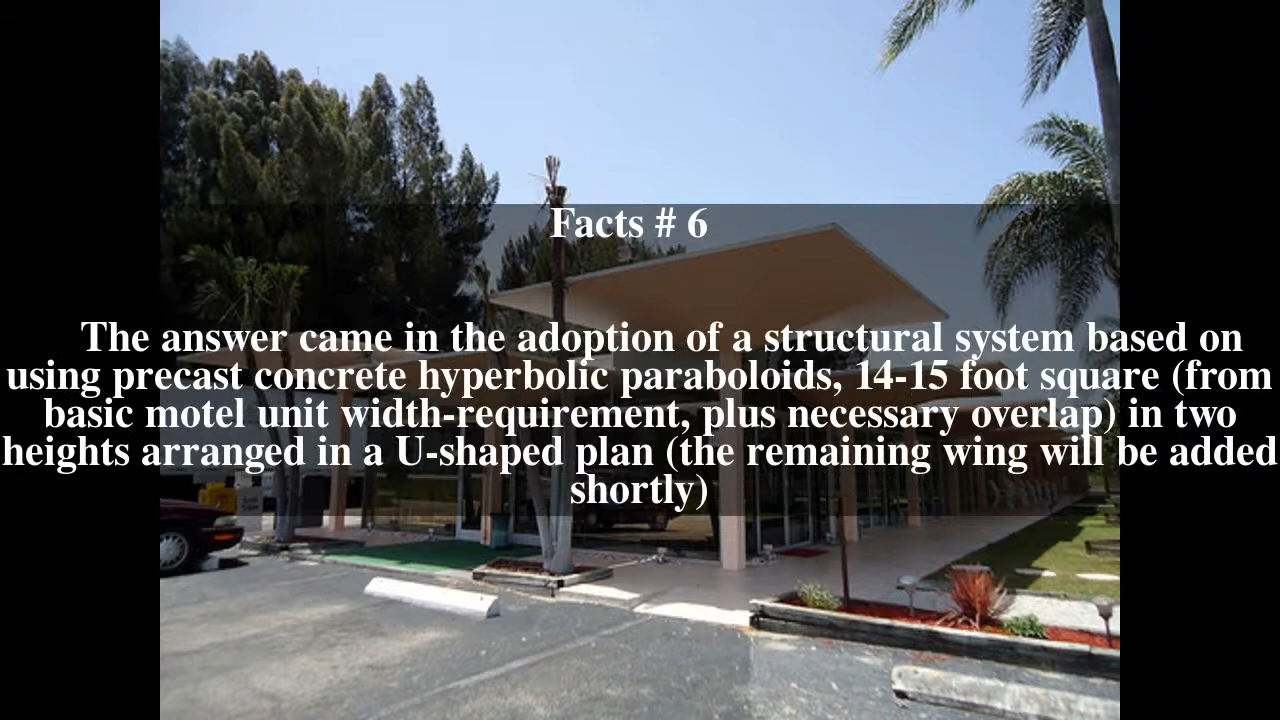 Facts # 6
The answer came in the adoption of a structural system based on
using precast concrete hyperbolic paraboloids, 14-15 foot square (from
basic motel unit width-requirement, plus necessary overlap) in two
heights arranged in a U-shaped plan (the remaining wing will be added
shortly)